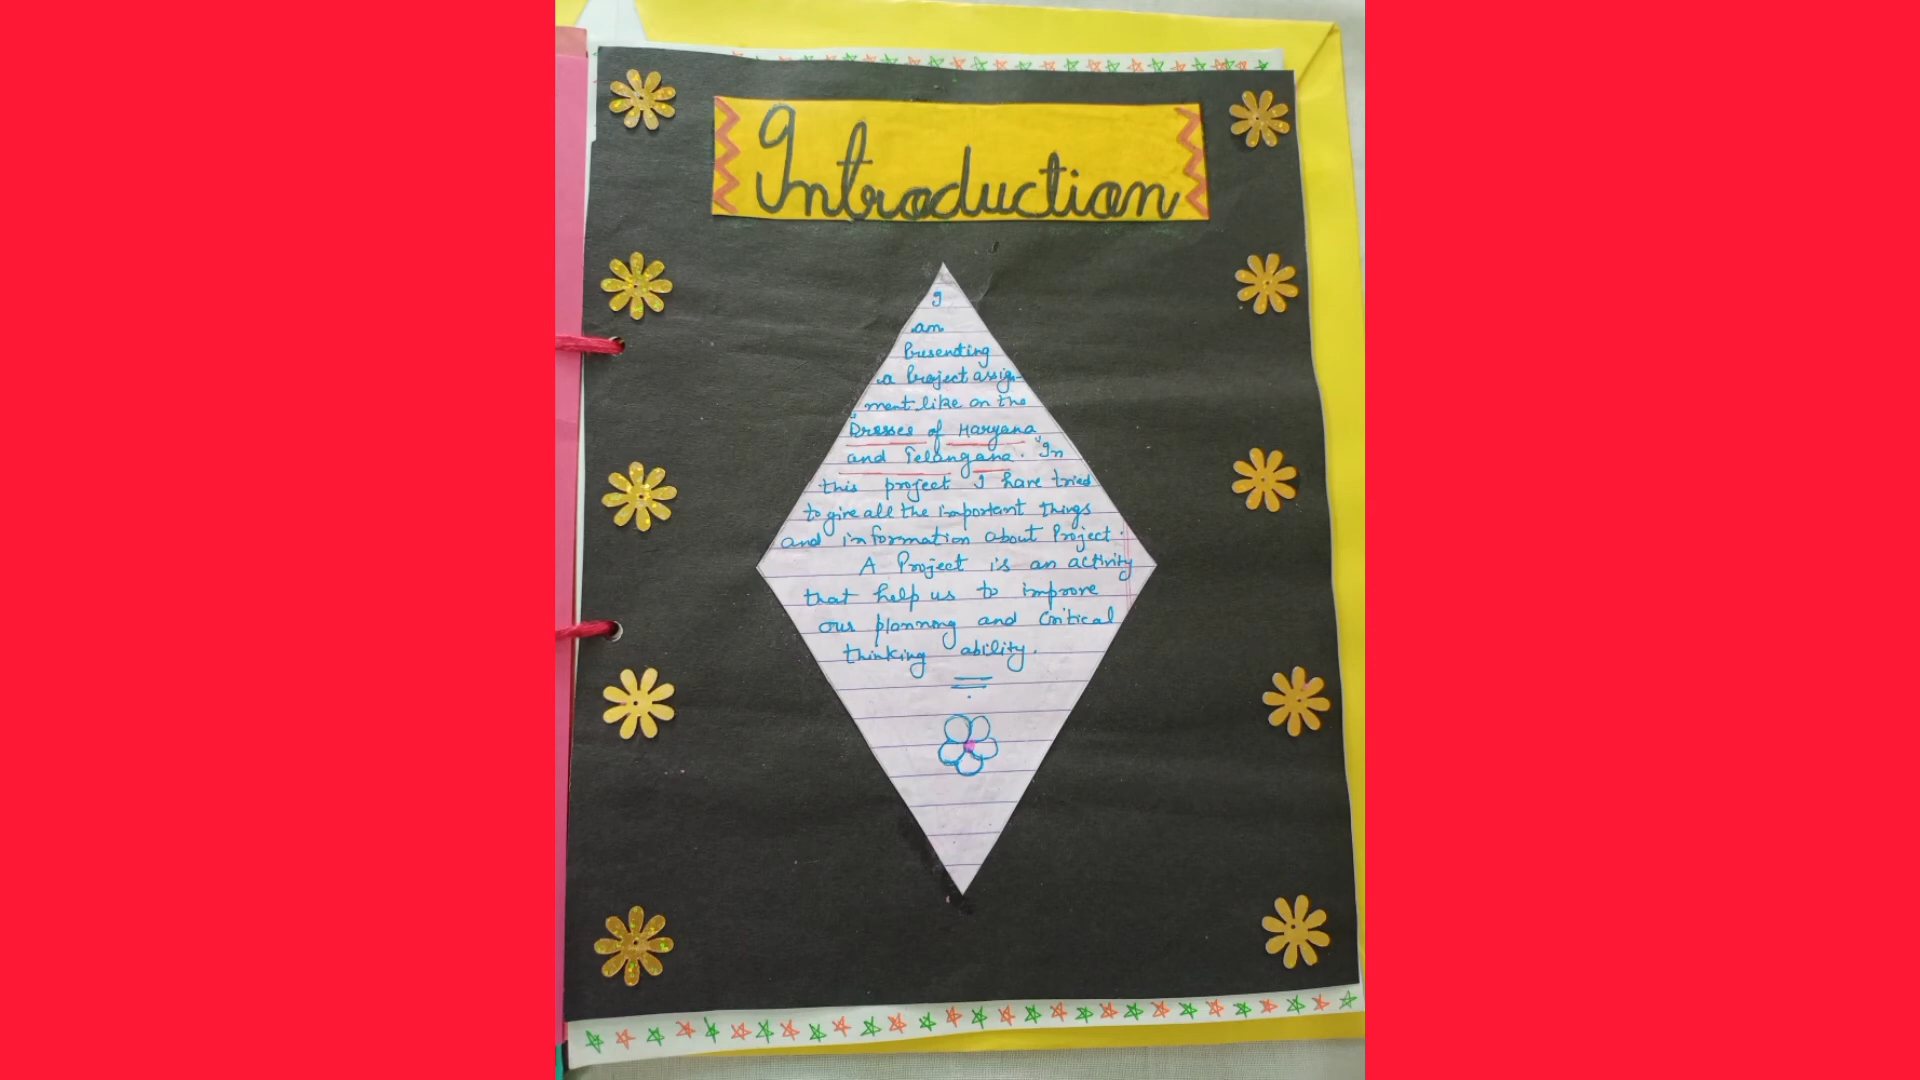 Introduction
I
am
Presenting
a Project assign-
ment like on the
"Dresses of Haryana
and Telangana." In
this project I have tried
to give all the important things
and information about Project.
A Project is an activity
that help us to improve
our planning and Critical
thinking ability.